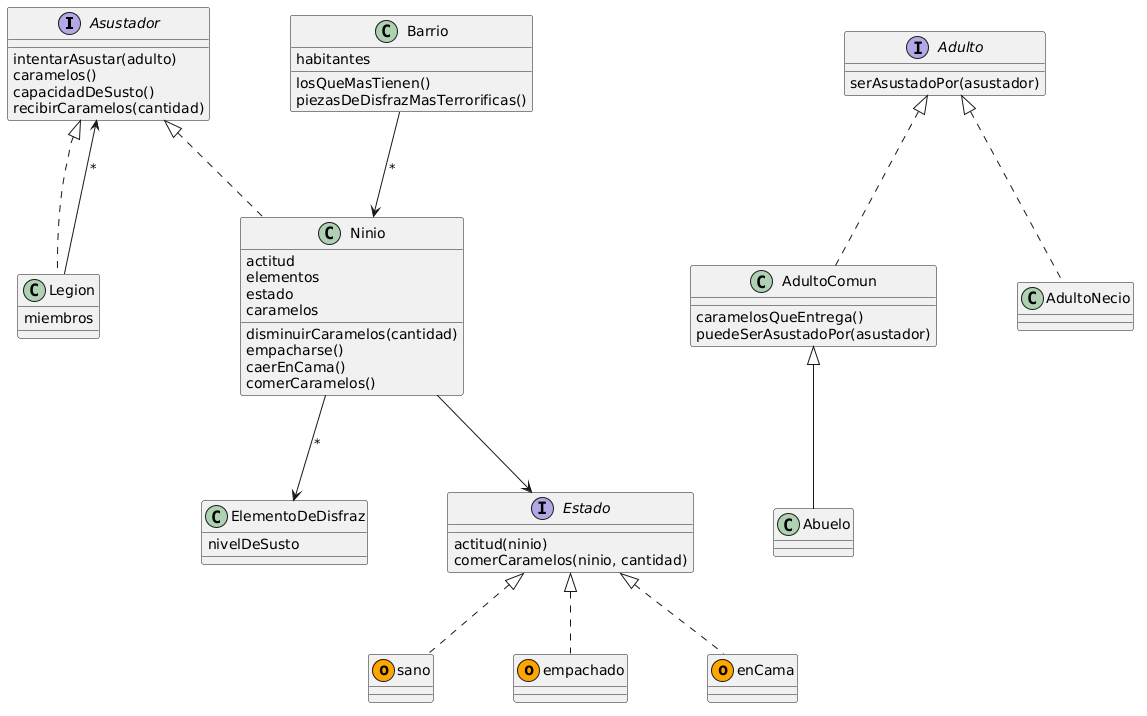 I Asustador
intentarAsustar(adulto)
caramelos()
capacidadDeSusto()
recibirCaramelos(cantidad)
C Barrio
habitantes
losQueMasTienen()
piezasDeDisfrazMasTerrorificas()
I Adulto
serAsustadoPor(asustador)
*
*
C Legion
miembros
C Ninio
actitud
elementos
estado
caramelos
disminuirCaramelos(cantidad)
empacharse()
caerEnCama()
comerCaramelos()
C AdultoComun
caramelosQueEntrega()
puedeSerAsustadoPor(asustador)
C AdultoNecio
*
C ElementoDeDisfraz
nivelDeSusto
I Estado
actitud(ninio)
comerCaramelos(ninio, cantidad)
C Abuelo
o sano
o empachado
o enCama